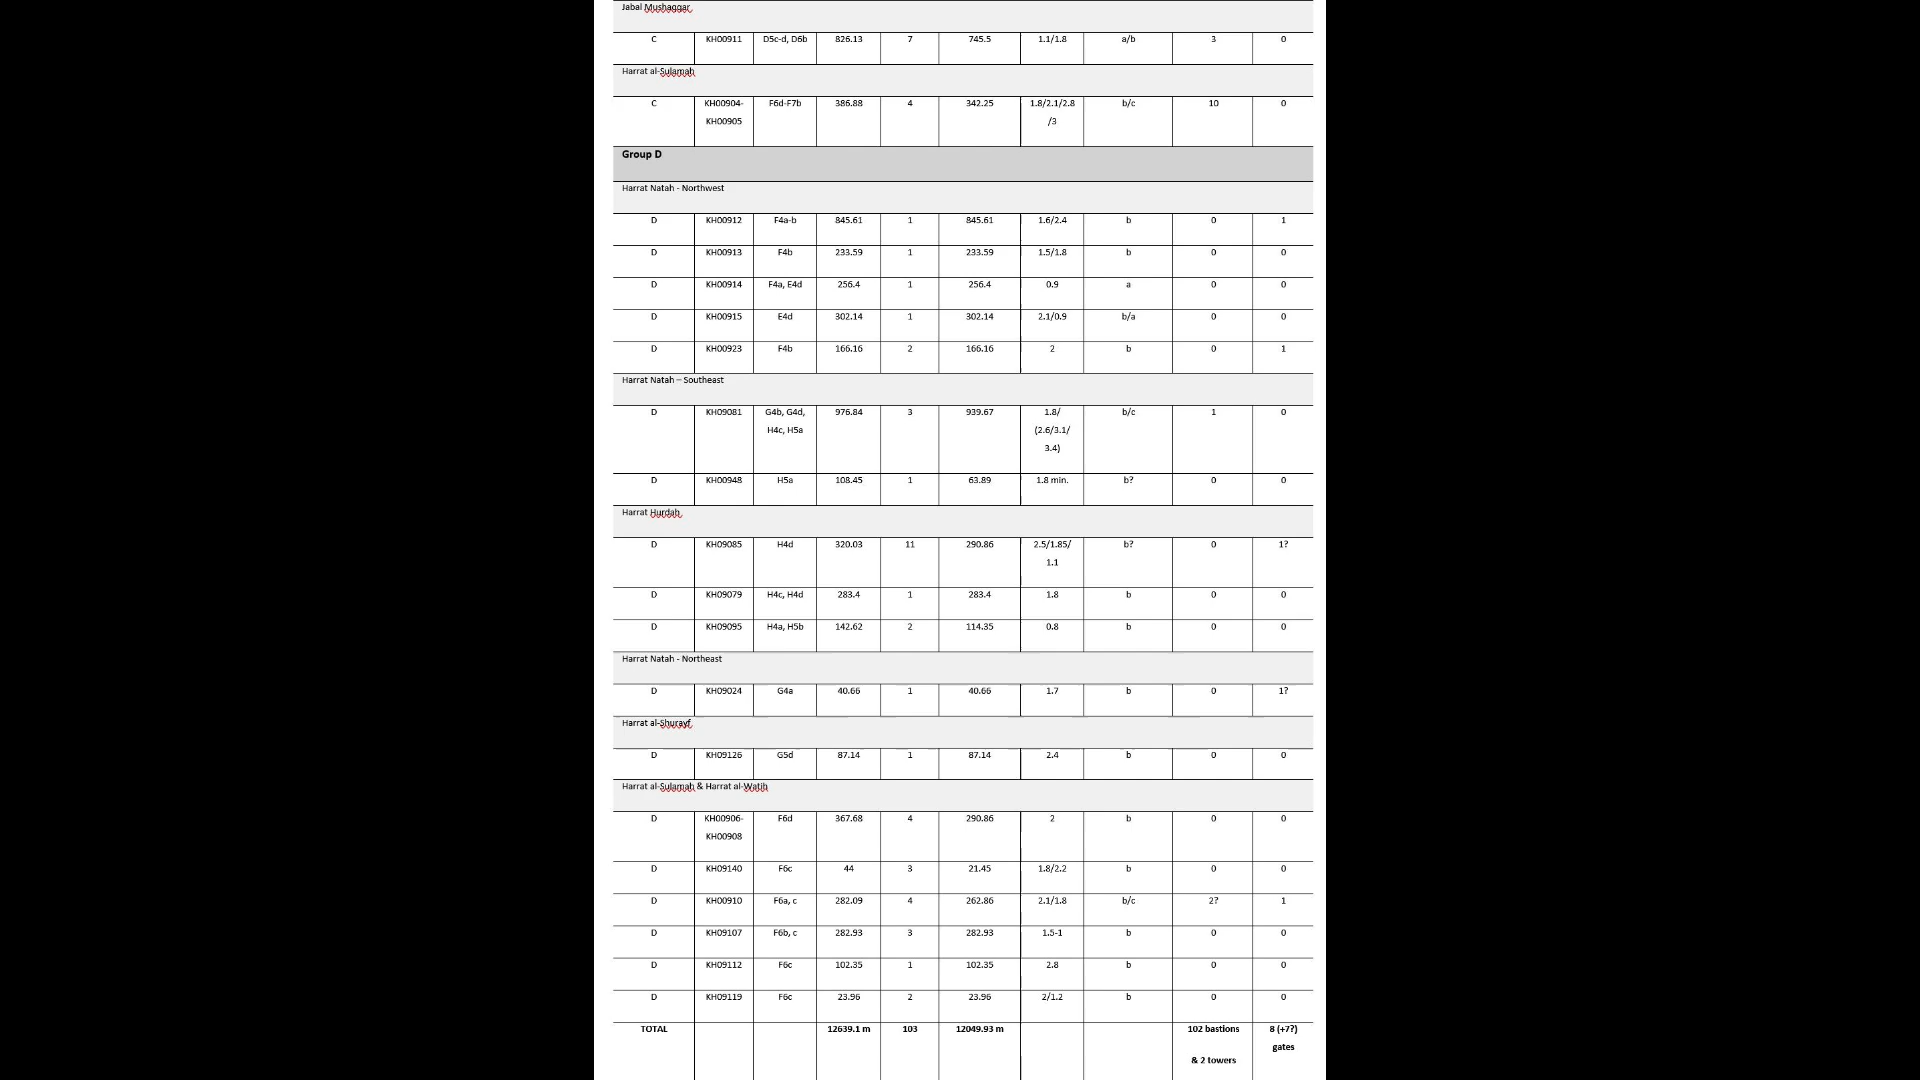 Jabal Mushaggar
C KH00911 D5c-d, D6b 826.13 7 745.5 1.1/1.8 a/b 3 0
Harrat al-Sulamah
C KH00904- F6d-F7b 386.88 4 342.25 1.8/2.1/2.8 b/c 10 0
KH00905 /3
Group D
Harrat Natah - Northwest
D KH00912 F4a-b 845.61 1 845.61 1.6/2.4 b 0 1
D KH00913 F4b 233.59 1 233.59 1.5/1.8 b 0 0
D KH00914 F4a, E4d 256.4 1 256.4 0.9 a 0 0
D KH00915 E4d 302.14 1 302.14 2.1/0.9 b/a 0 0
D KH00923 F4b 166.16 2 166.16 2 b 0 1
Harrat Natah – Southeast
D KH09081 G4b, G4d, 976.84 3 939.67 1.8/ b/c 1 0
H4c, H5a (2.6/3.1/
3.4)
D KH00948 H5a 108.45 1 63.89 1.8 min. b? 0 0
Harrat Hurdah
D KH09085 H4d 320.03 11 290.86 2.5/1.85/ b? 0 1?
1.1
D KH09079 H4c, H4d 283.4 1 283.4 1.8 b 0 0
D KH09095 H4a, H5b 142.62 2 114.35 0.8 b 0 0
Harrat Natah - Northeast
D KH09024 G4a 40.66 1 40.66 1.7 b 0 1?
Harrat al-Shurayf
D KH09126 G5d 87.14 1 87.14 2.4 b 0 0
Harrat al-Sulamah & Harrat al-Watih
D KH00906- F6d 367.68 4 290.86 2 b 0 0
KH00908
D KH09140 F6c 44 3 21.45 1.8/2.2 b 0 0
D KH00910 F6a, c 282.09 4 262.86 2.1/1.8 b/c 2? 1
D KH09107 F6b, c 282.93 3 282.93 1.5-1 b 0 0
D KH09112 F6c 102.35 1 102.35 2.8 b 0 0
D KH09119 F6c 23.96 2 23.96 2/1.2 b 0 0
TOTAL 12639.1 m 103 12049.93 m 102 bastions 8 (+7?)
gates
& 2 towers